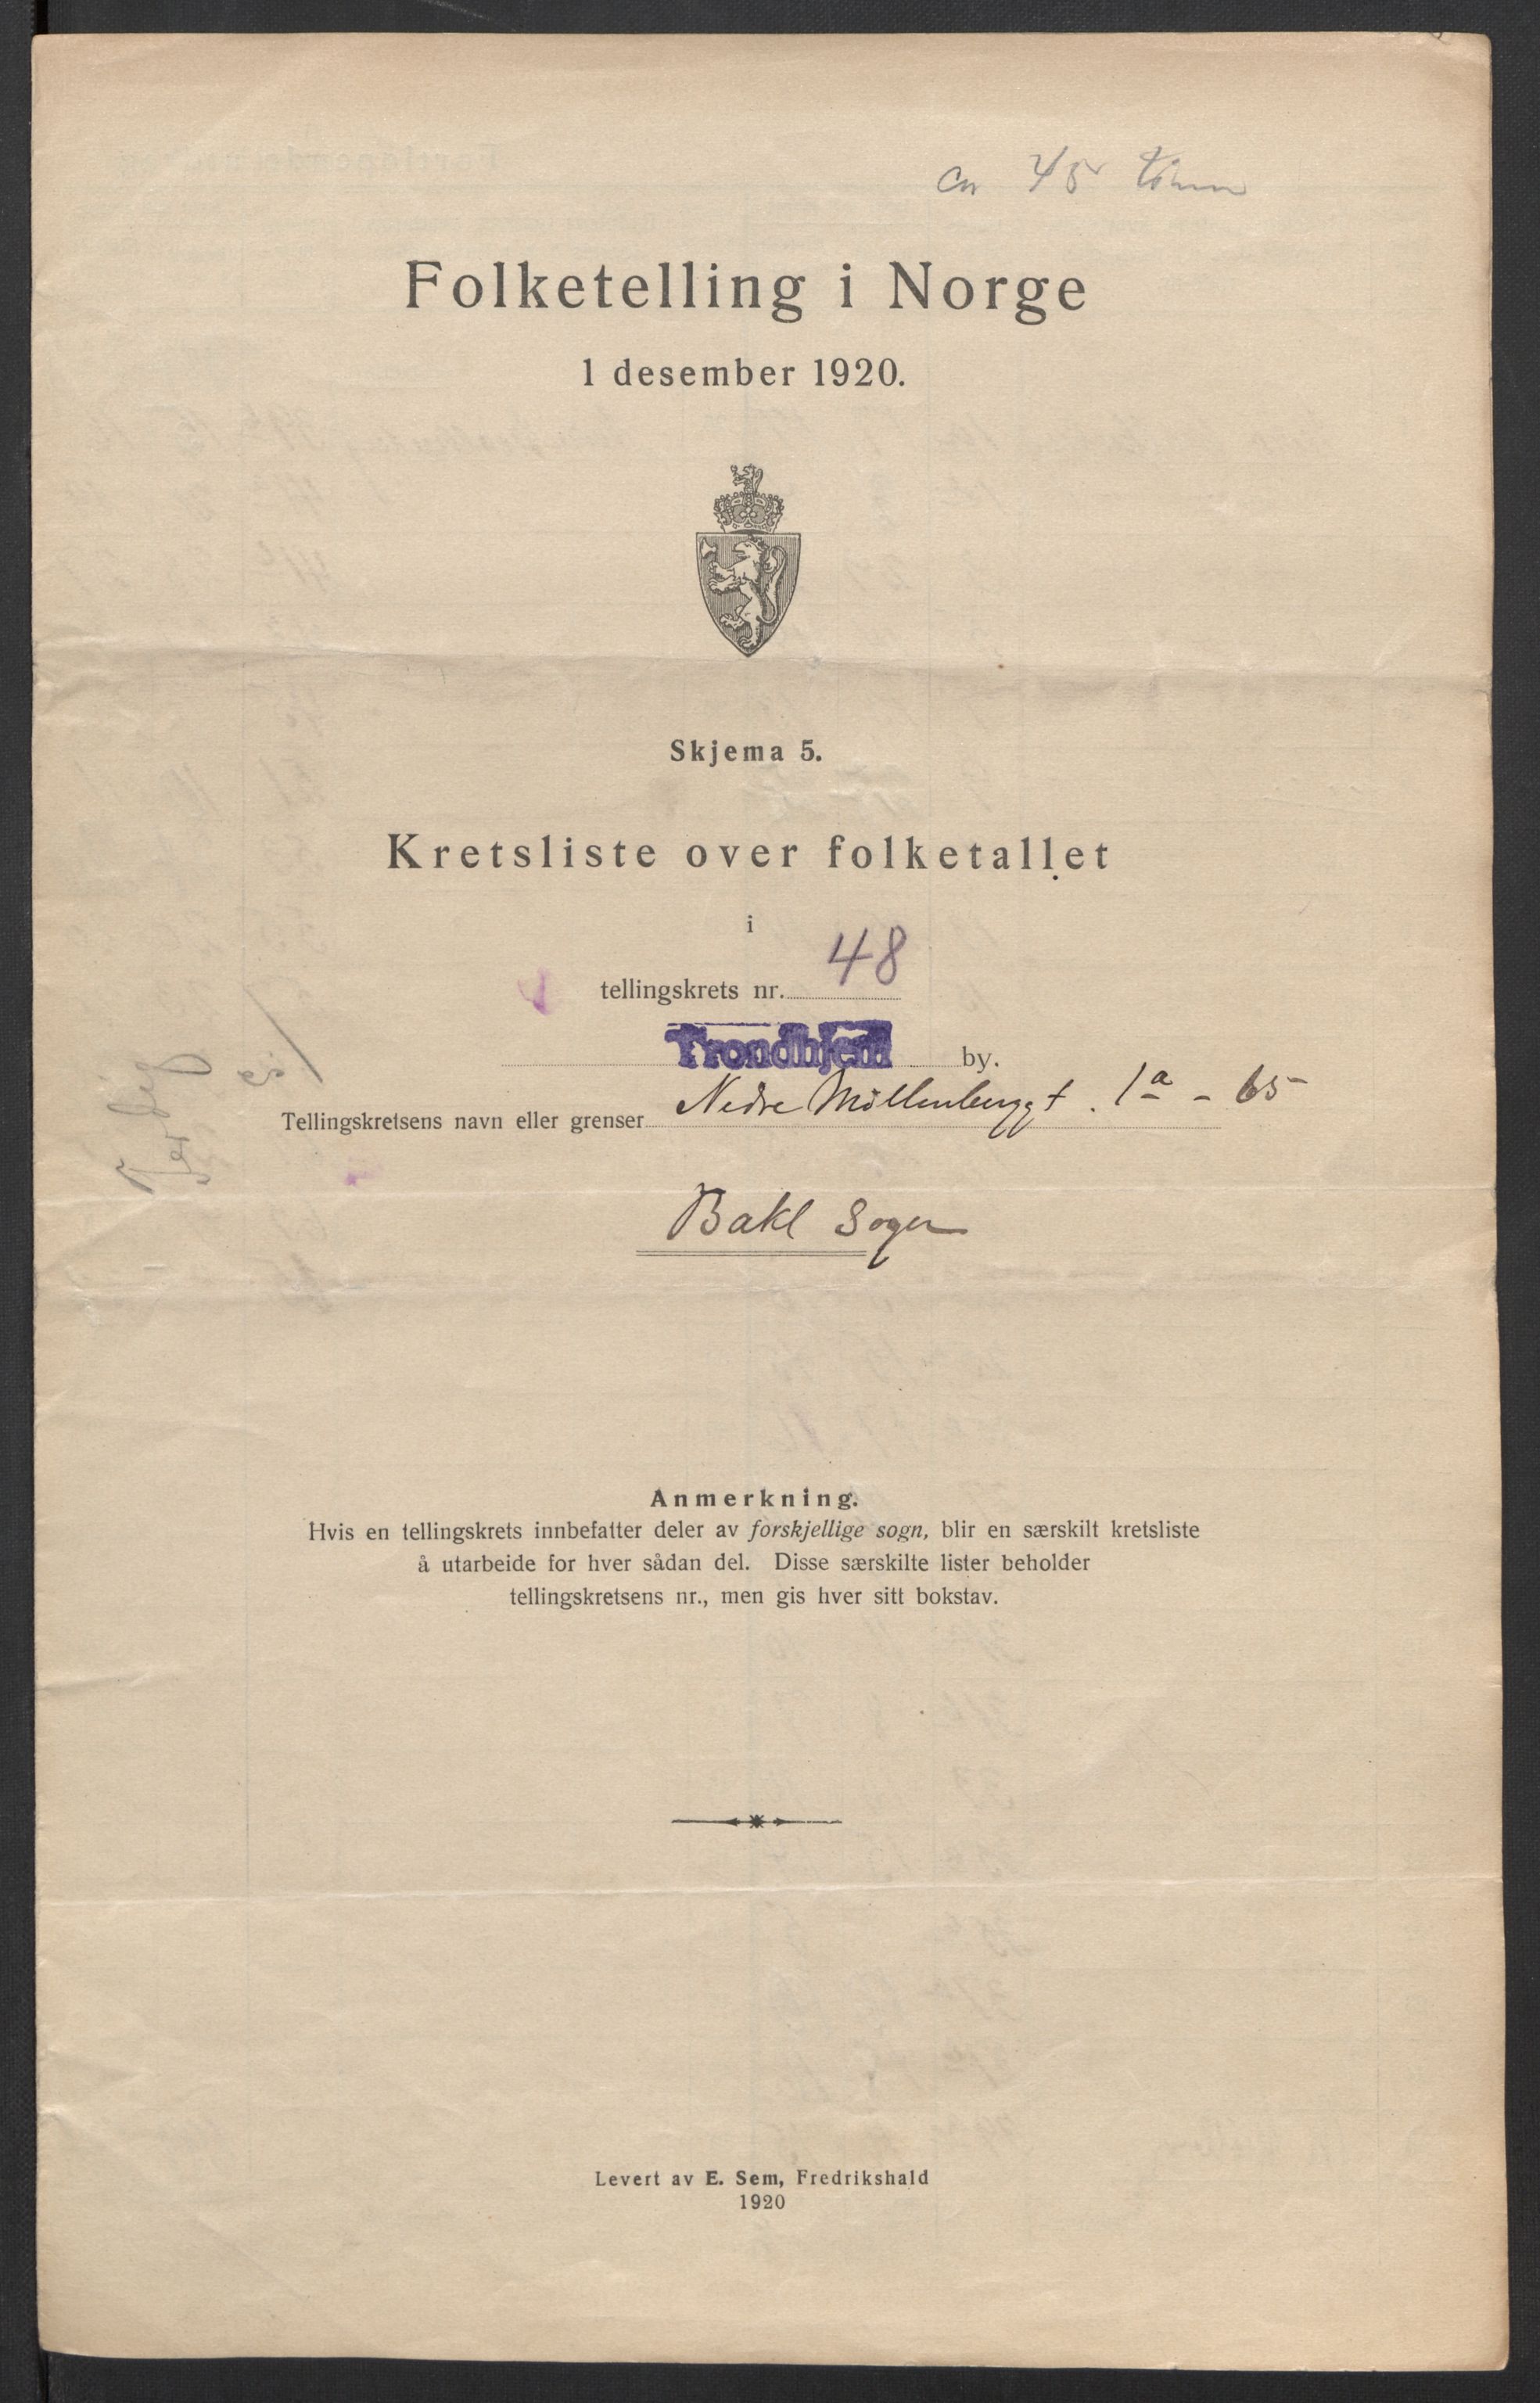 ca 45 timer
Folketelling i Norge
1 desember 1920.
Skjema 5.
Kretsliste over folketallet
i
tellingskrets nr. 48
Trondhjem by.
Tellingskretsens navn eller grenser Nedre Möllenberggt. 1a - 65
Bakl Sogn
Anmerkning.
Hvis en tellingskrets innbefatter deler av forskjellige sogn, blir en særskilt kretsliste
å utarbeide for hver sådan del. Disse særskilte lister beholder
tellingskretsens nr., men gis hver sitt bokstav.
Levert av E. Sem, Fredrikshald
1920